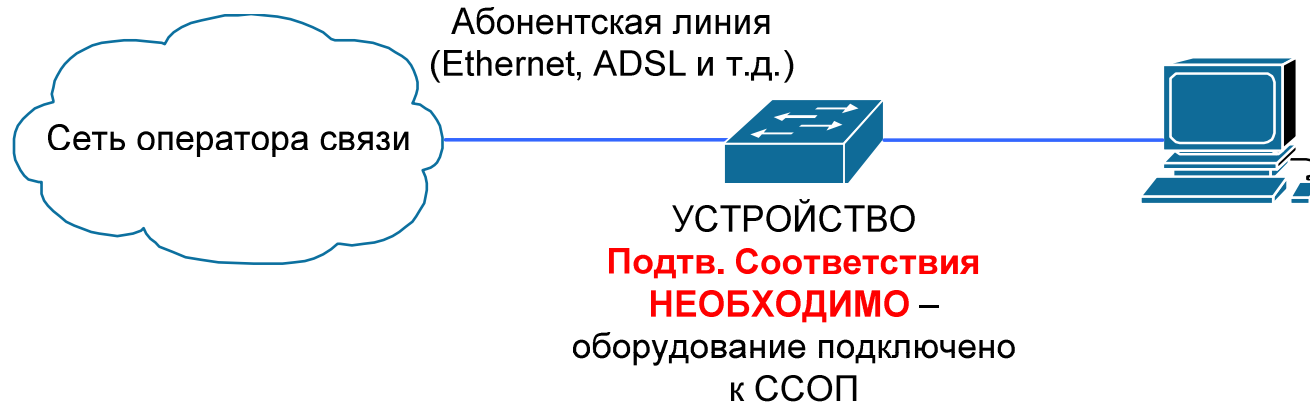 Абонентская линия
(Ethernet, ADSL и т.д.)
Сеть оператора связи
УСТРОЙСТВО
Подтв. Соответствия
НЕОБХОДИМО –
оборудование подключено
к ССОП